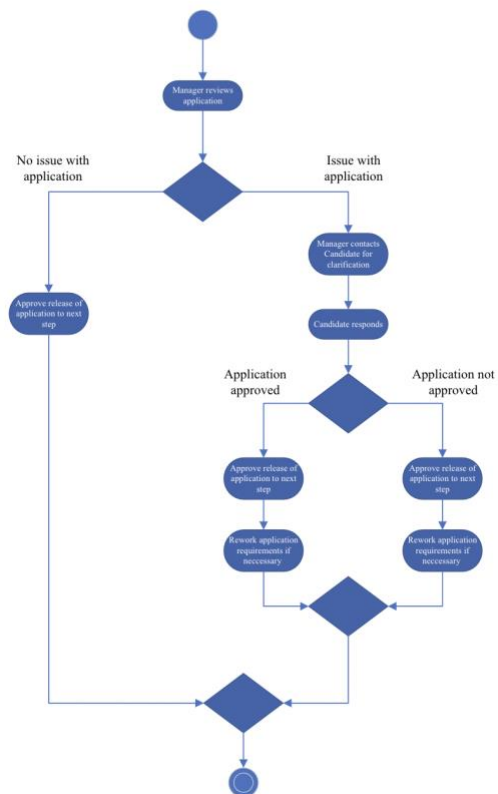 Manager reviews
application
No issue with
application
Issue with
application
Manager contacts
Candidate for
clarification
Approve release of
application to next
step
Candidate responds
Application
approved
Application not
approved
Approve release of
application to next
step
Approve release of
application to next
step
Rework application
requirements if
neccessary
Rework application
requirements if
neccessary